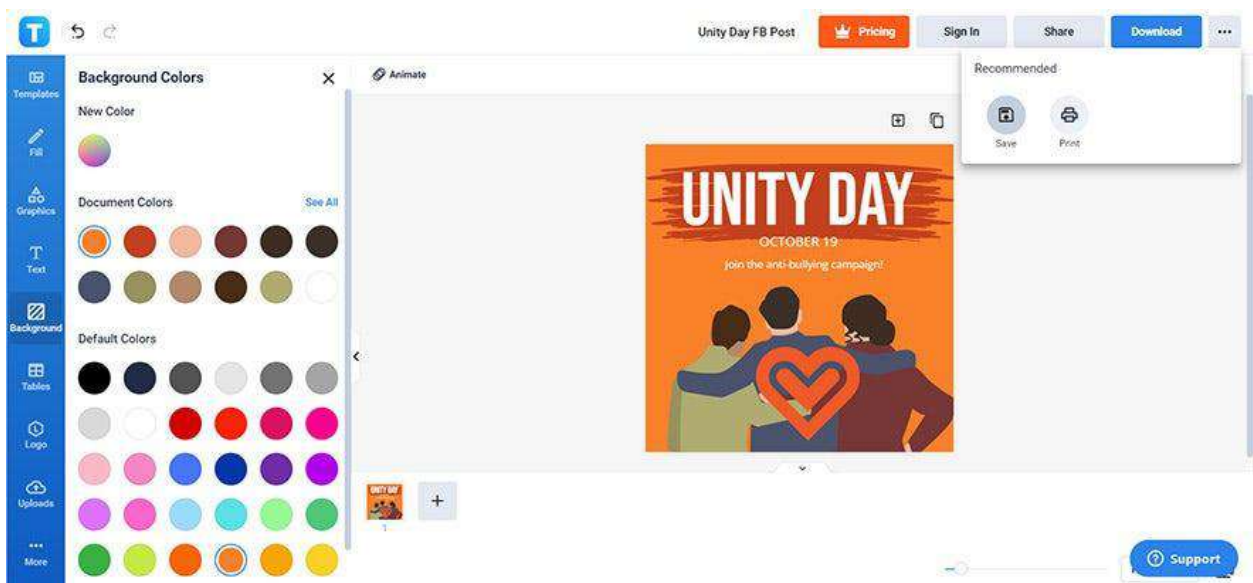 T
Unity Day FB Post
Pricing
Sign In
Share
Download
Templates
Fill
Graphics
T
Text
Background
Tables
Logo
Uploads
More
Background Colors
New Color
Document Colors
See All
Default Colors
Animate
Recommended
Save
Print
UNITY DAY
OCTOBER 19
Join the anti-bullying campaign!
UNITY DAY
1
Support